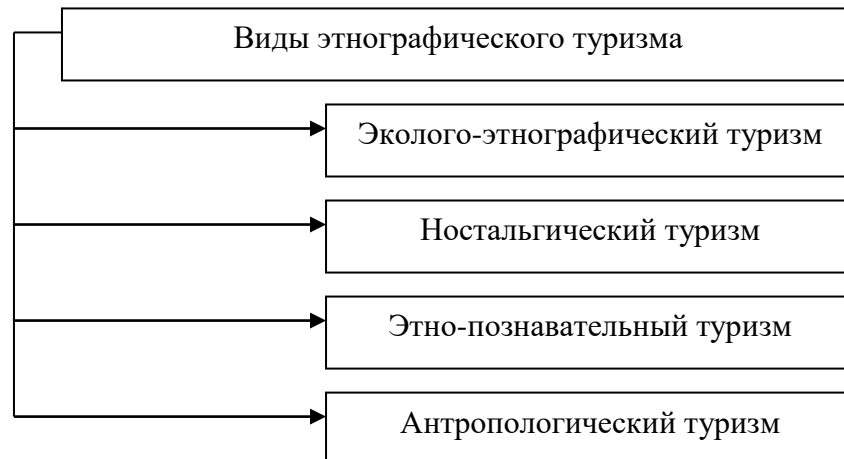 Виды этнографического туризма
Эколого-этнографический туризм
Ностальгический туризм
Этно-познавательный туризм
Антропологический туризм